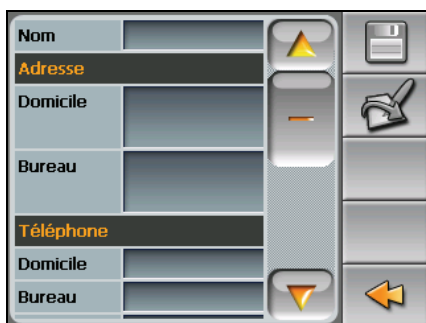 Nom
Adresse
Domicile
Bureau
Téléphone
Domicile
Bureau